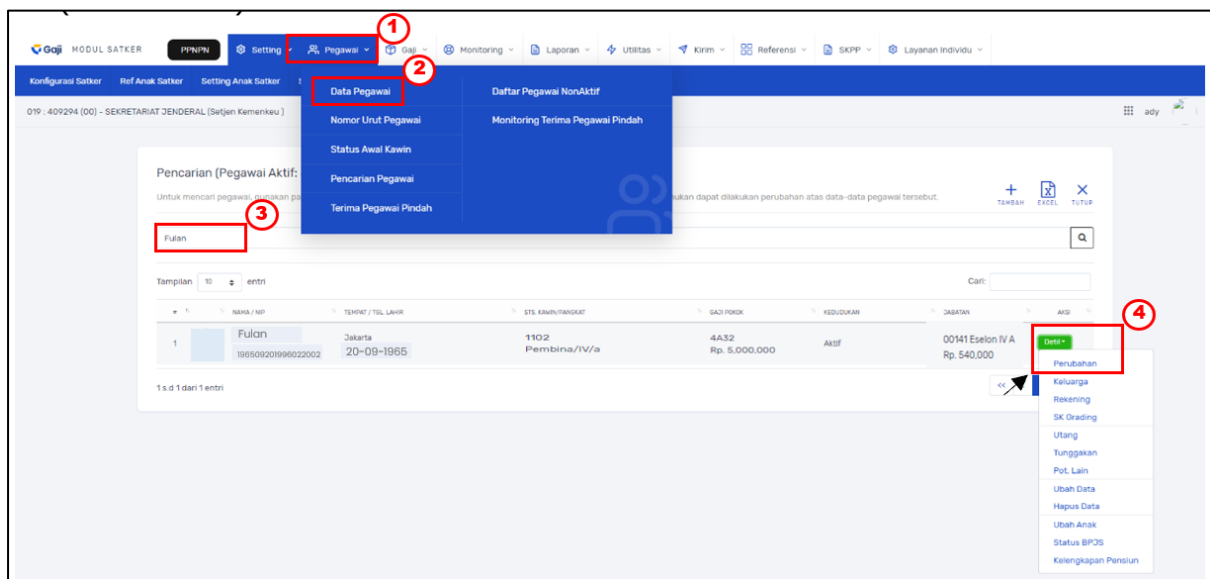 1
Gaji MODUL SATKER PPNPN Setting Pegawai Gaji Monitoring Laporan Utilitas Kirim Referensi SKPP Layanan Individu
2
Konfigurasi Satker Ref Anak Satker Setting Anak Satker
Data Pegawai Daftar Pegawai NonAktif
019 : 409294 (00) - SEKRETARIAT JENDERAL (Setjen Kemenkeu ) ady
Nomor Urut Pegawai Monitoring Terima Pegawai Pindah
Status Awal Kawin
Pencarian (Pegawai Aktif:
Pencarian Pegawai
Untuk mencari pegawai, gunakan dapat dilakukan perubahan atas data-data pegawai tersebut.
TAMBAH EXCEL TUTUP
Terima Pegawai Pindah
3
Fulan
Tampilan 10 entri Cari:
# NAMA / NIP TEMPAT / TGL. LAHIR STS. KAWIN/PANGKAT GAJI POKOK KEDUDUKAN JABATAN AKSI
4
1 Fulan Jakarta 1102 4A32 Aktif 00141 Eselon IV A Detil
196509201996022002 20-09-1965 Pembina/IV/a Rp. 5,000,000 Rp. 540,000
Perubahan
1 s.d 1 dari 1 entri <<
Keluarga
Rekening
SK Grading
Utang
Tunggakan
Pot. Lain
Ubah Data
Hapus Data
Ubah Anak
Status BPJS
Kelengkapan Pensiun